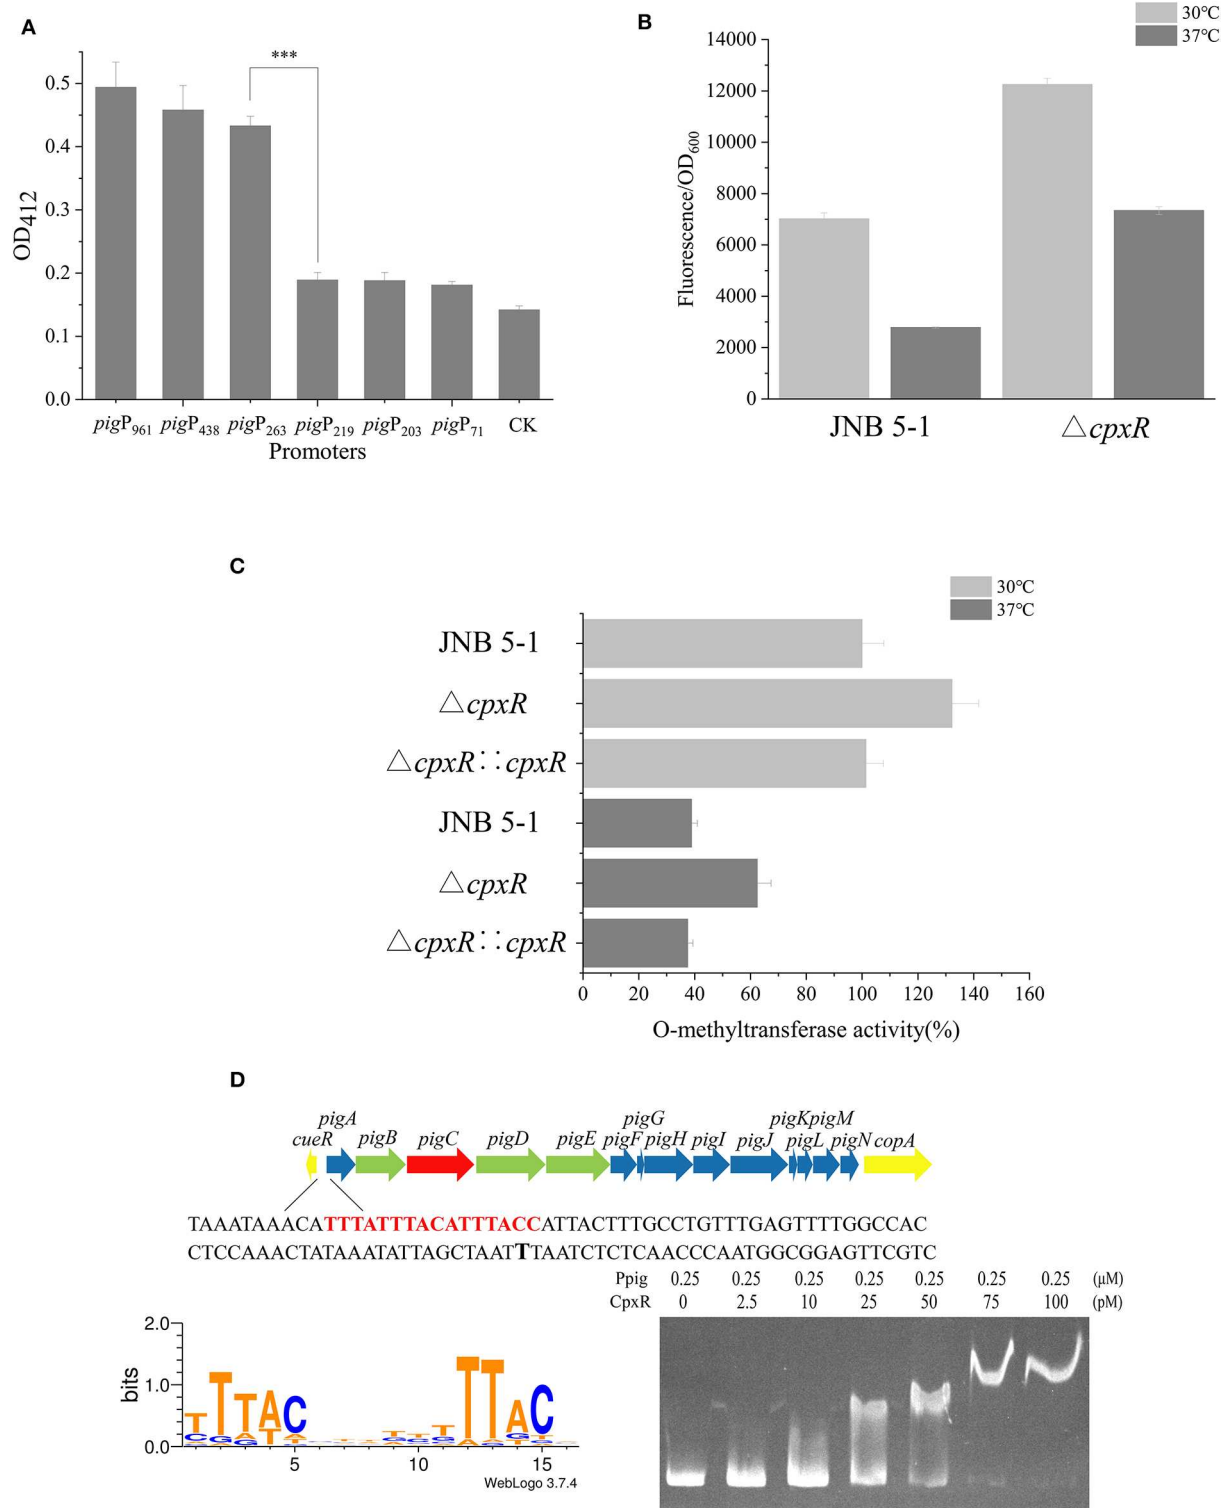 A
***
0.5
0.4
0.3
0.2
0.1
0.0
OD412
pigP961 pigP438 pigP263 pigP219 pigP203 pigP71 CK
Promoters
B
30°C
37°C
14000
12000
10000
8000
6000
4000
2000
0
Fluorescence/OD600
JNB 5-1 △cpxR
C
30°C
37°C
JNB 5-1
△cpxR
△cpxR::cpxR
JNB 5-1
△cpxR
△cpxR::cpxR
0 20 40 60 80 100 120 140 160
O-methyltransferase activity(%)
D
pigA pigG pigK pigM
cueR pigB pigC pigD pigE pigF pigH pigI pigJ pigL pigN copA
TAAATAAACATTTATTTACATTTACCATTACTTTGCCTGTTTGAGTTTTGGCCAC
CTCCAAACTATAAATATTAGCTAATTTAATCTCTCAACCCAATGGCGGAGTTCGTC
Ppig 0.25 0.25 0.25 0.25 0.25 0.25 0.25 (μM)
CpxR 0 2.5 10 25 50 75 100 (pM)
2.0
1.0
0.0
bits
TTTAC TTAC
5 10 15
WebLogo 3.7.4